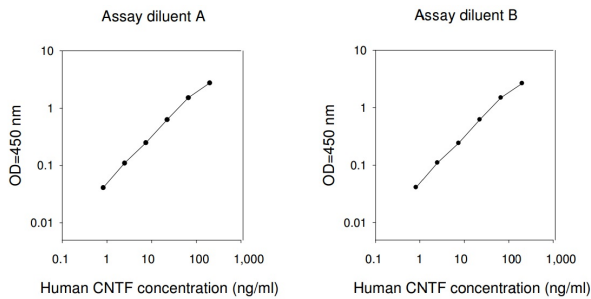 Assay diluent A
10
1
0.1
0.01
OD=450 nm
0.1 1 10 100 1,000
Human CNTF concentration (ng/ml)
Assay diluent B
10
1
0.1
0.01
OD=450 nm
0.1 1 10 100 1,000
Human CNTF concentration (ng/ml)